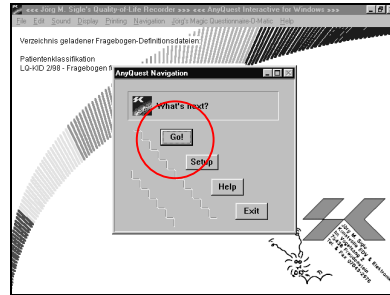 ««« Jörg M. Sigle's Quality-of-Life Recorder »»» ««« AnyQuest Interactive for Windows »»»
File Edit Sound Display Printing Navigation Jörg's Magic Questionnaire-O-Matic Help
Verzeichnis geladener Fragebogen-Definitionsdateien:
Patientenklassifikation
LQ-KID 2/98 - Fragebogen f
AnyQuest Navigation
What's next?
Go!
Setup
Help
Exit
Jörg M. Sigle